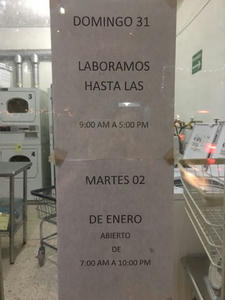 DOMINGO 31
LABORAMOS
HASTA LAS
9:00 AM A 5:00 PM
MARTES 02
DE ENERO
ABIERTO
DE
7:00 AM A 10:00 PM